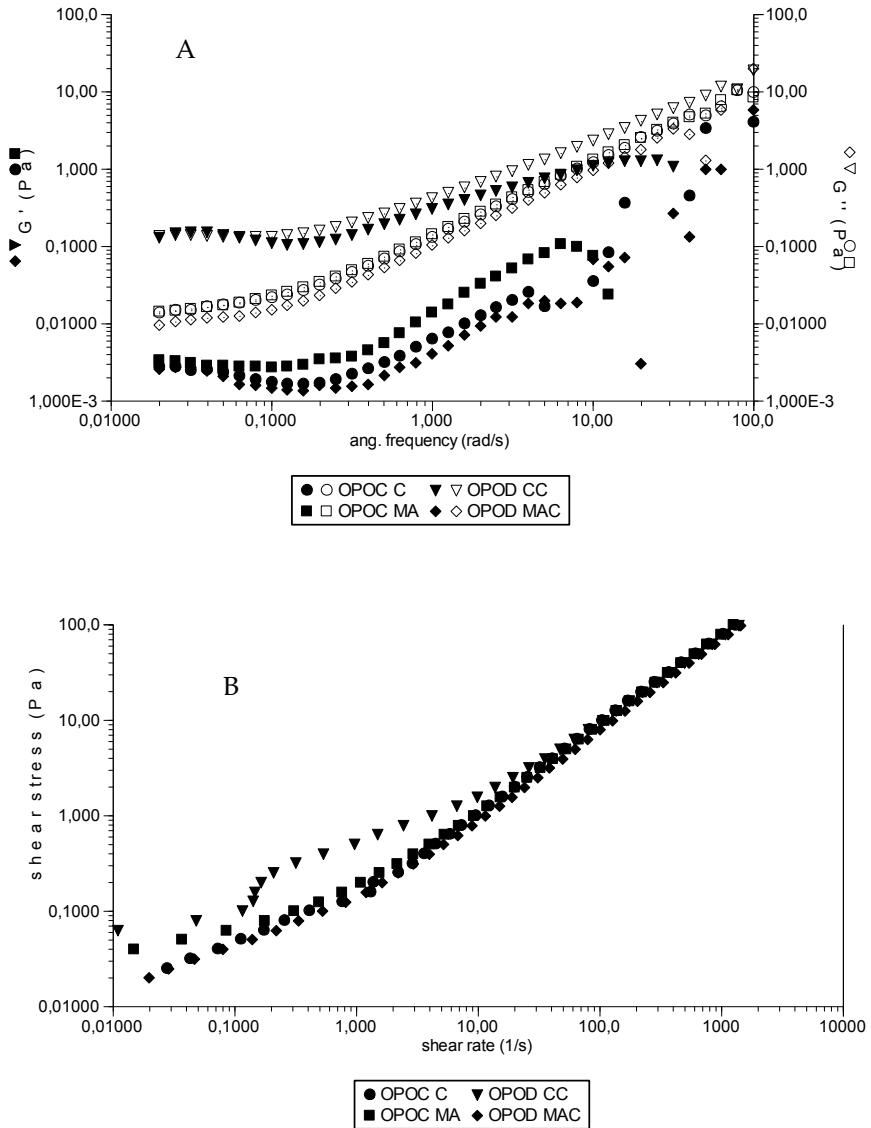 A
100,0
10,00
1,000
0,1000
0,01000
1,000E-3
G ' (P a)
100,0
10,00
1,000
0,1000
0,01000
1,000E-3
G '' (P a)
0,01000 0,1000 1,000 10,00 100,0
ang. frequency (rad/s)
OPOC C OPOD CC
OPOC MA OPOD MAC
B
100,0
10,00
1,000
0,1000
0,01000
shear stress (Pa)
0,01000 0,1000 1,000 10,00 100,0 1000 10000
shear rate (1/s)
OPOC C OPOD CC
OPOC MA OPOD MAC